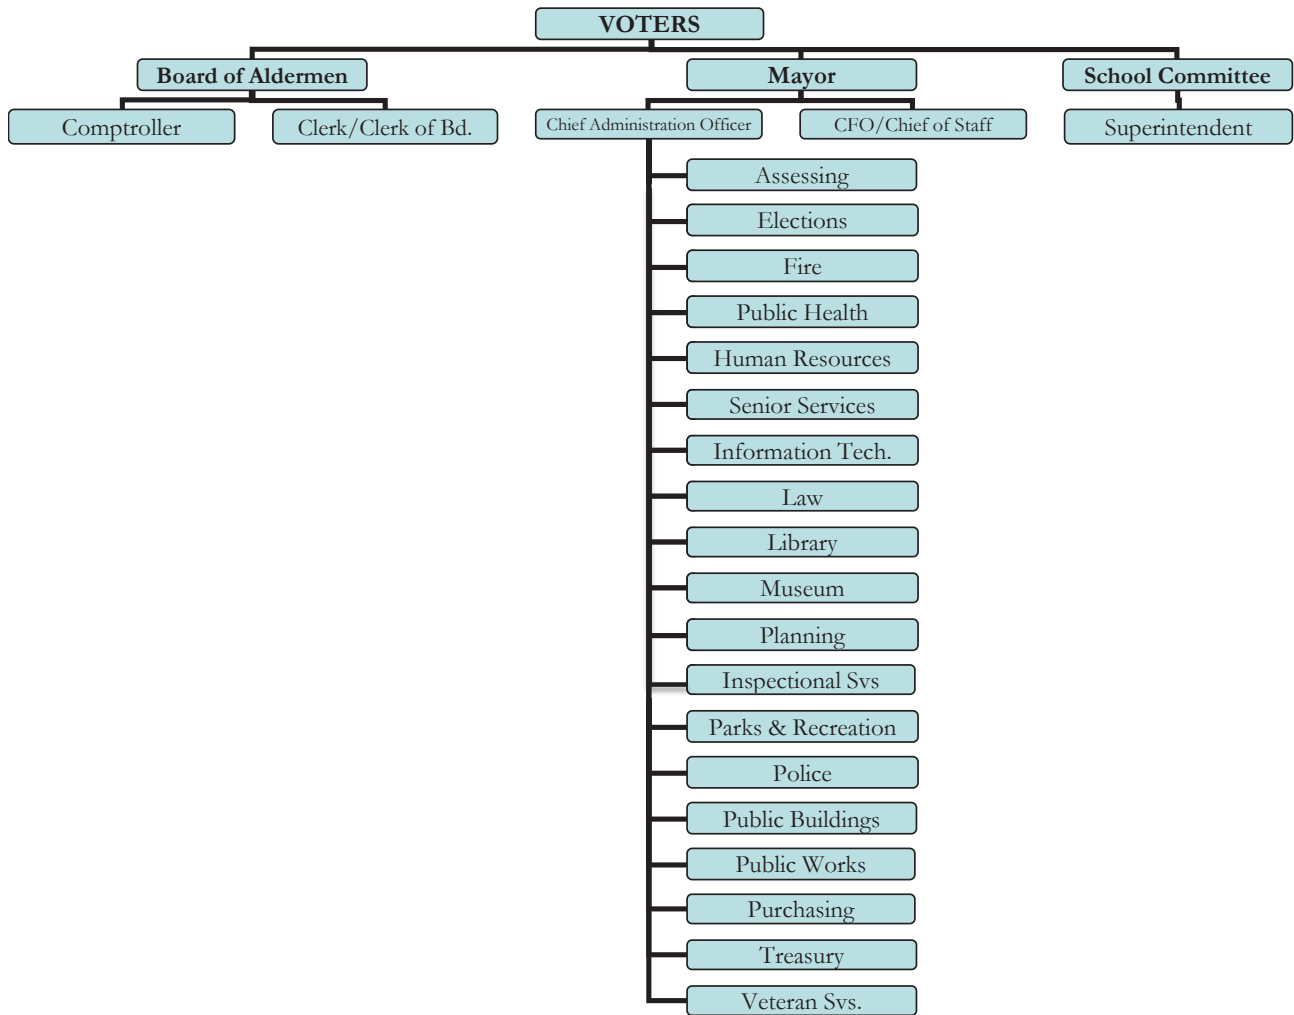 VOTERS
Board of Aldermen
Mayor
School Committee
Comptroller
Clerk/Clerk of Bd.
Chief Administration Officer
CFO/Chief of Staff
Superintendent
Assessing
Elections
Fire
Public Health
Human Resources
Senior Services
Information Tech.
Law
Library
Museum
Planning
Inspectional Svs
Parks & Recreation
Police
Public Buildings
Public Works
Purchasing
Treasury
Veteran Svs.